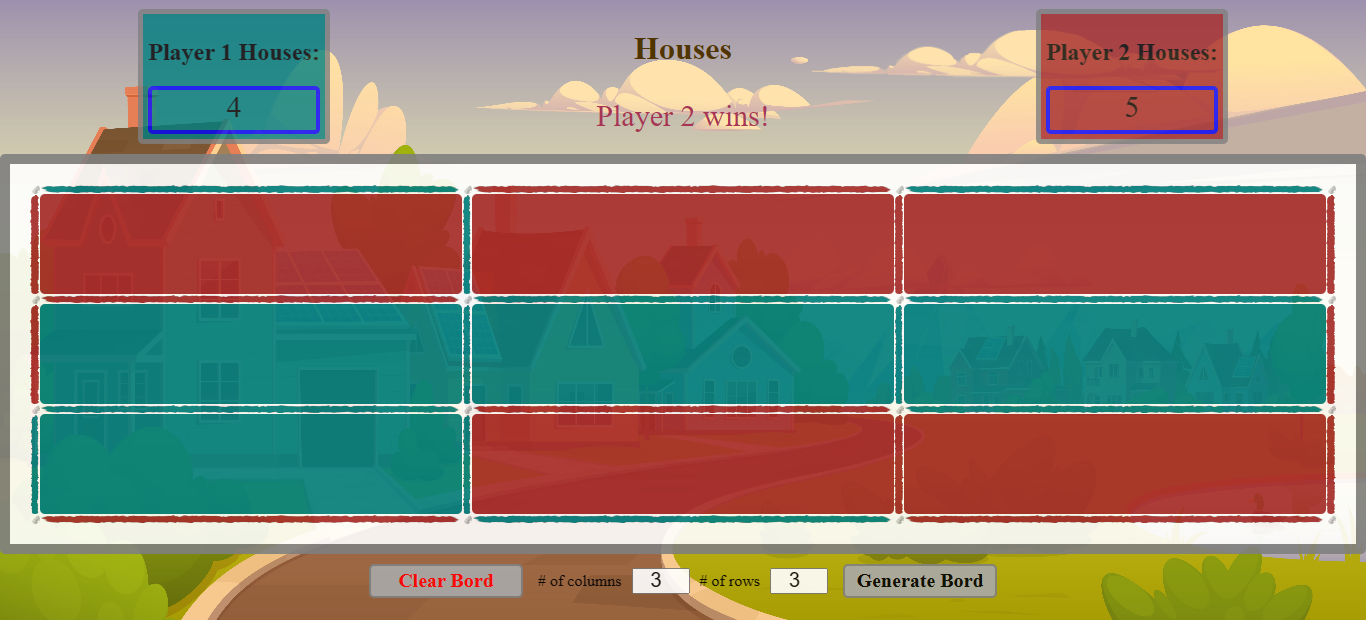 Player 1 Houses:
4
Houses
Player 2 wins!
Player 2 Houses:
5
Clear Bord
# of columns
3
# of rows
3
Generate Bord